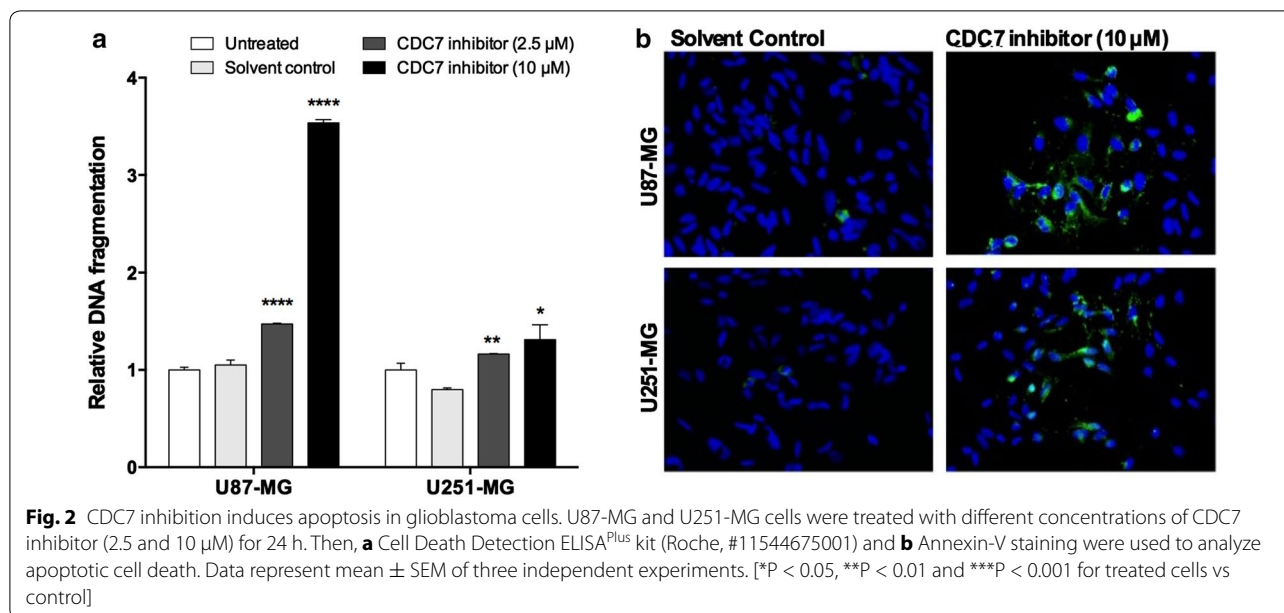 a
Untreated
Solvent control
CDC7 inhibitor (2.5 µM)
CDC7 inhibitor (10 µM)
Relative DNA fragmentation
4
3
2
1
0
****
****
**
*
U87-MG
U251-MG
b
Solvent Control
CDC7 inhibitor (10 µM)
U87-MG
U251-MG
Fig. 2 CDC7 inhibition induces apoptosis in glioblastoma cells. U87-MG and U251-MG cells were treated with different concentrations of CDC7
inhibitor (2.5 and 10 µM) for 24 h. Then, a Cell Death Detection ELISAPlus kit (Roche, #11544675001) and b Annexin-V staining were used to analyze
apoptotic cell death. Data represent mean ± SEM of three independent experiments. [*P < 0.05, **P < 0.01 and ***P < 0.001 for treated cells vs
control]